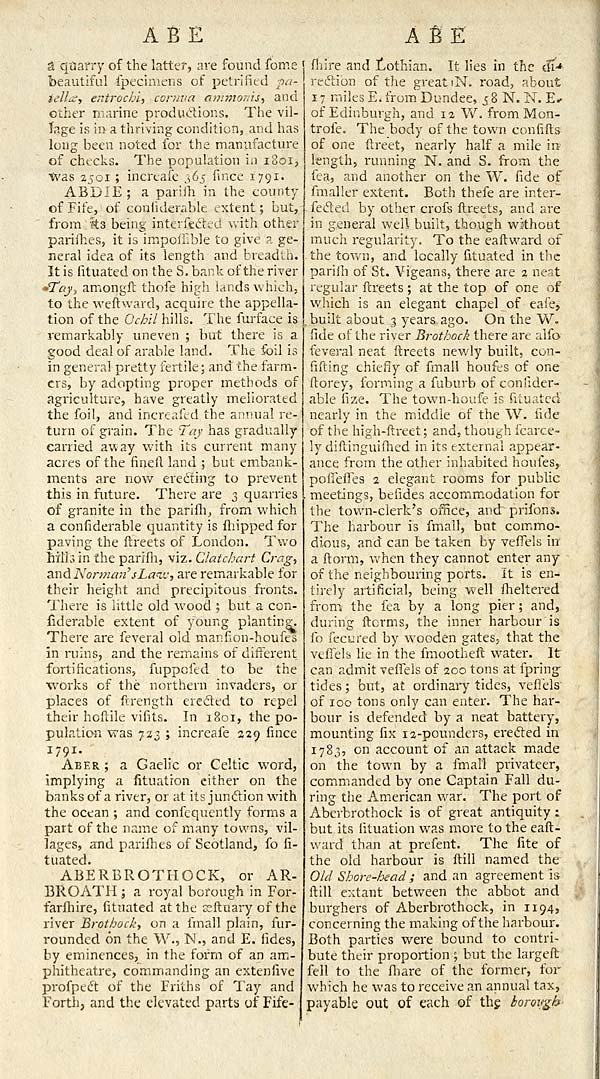 ABE
a quarry of the latter, are found ſome
beautiful ſpecimens of petrified pa-
tellæ, entrochi, cornua ammonis, and
other marine productions. The vil-
lage is in a thriving condition, and has
long been noted for the manufacture
of checks. The population in 1801,
was 2501; increaſe 365 ſince 1791.
ABDIE; a pariſh in the county
of Fife, of conſiderable extent; but,
from its being interſected with other
pariſhes, it is impoſſible to give a ge-
neral idea of its length and breadth.
It is ſituated on the S. bank of the river
Tay, amongſt thoſe high lands which,
to the weſtward, acquire the appella-
tion of the Ochil hills. The ſurface is
remarkably uneven; but there is a
good deal of arable land. The ſoil is
in general pretty fertile; and the farm-
ers, by adopting proper methods of
agriculture, have greatly meliorated
the ſoil, and increaſed the annual re-
turn of grain. The Tay has gradually
carried away with its current many
acres of the fineſt land; but embank-
ments are now erecting to prevent
this in future. There are 3 quarries
of granite in the pariſh, from which
a conſiderable quantity is ſhipped for
paving the ſtreets of London. Two
hills in the pariſh, viz. Clatchart Crag,
and Norman'sLaw, are remarkable for
their height and precipitous fronts.
There is little old wood; but a con-
ſiderable extent of young planting.
There are ſeveral old manſion-houſes
in ruins, and the remains of different
fortifications, ſuppoſed to be the
works of the northern invaders, or
places of ſtrength erected to repel
their hoſtile viſits. In 1801, the po-
pulation was 723; increaſe 229 ſince
1791.
ABER; a Gaelic or Celtic word,
implying a ſituation either on the
banks of a river, or at its junction with
the ocean; and conſequently forms a
part of the name of many towns, vil-
lages, and pariſhes of Scotland, ſo ſi-
tuated.
ABERBROTHOCK, or AR-
BROATH; a royal borough in For-
farſhire, ſituated at the æſtuary of the
river Brothock, on a ſmall plain, ſur-
rounded on the W., N., and E. ſides,
by eminences, in the form of an am-
phitheatre, commanding an extenſive
proſpect of the Friths of Tay and
Forth, and the elevated parts of Fife-
ABE
ſhire and Lothian. It lies in the di-
rection of the great N. road, about
17 miles E. from Dundee, 58 N. N. E.
of Edinburgh, and 12 W. from Mon-
troſe. The body of the town conſiſts
of one ſtreet, nearly half a mile in
length, running N. and S. from the
ſea, and another on the W. ſide of
ſmaller extent. Both theſe are inter-
ſected by other croſs ſtreets, and are
in general well built, though without
much regularity. To the eaſtward of
the town, and locally ſituated in the
pariſh of St. Vigeans, there are 2 neat
regular ſtreets; at the top of one of
which is an elegant chapel of eaſe,
built about 3 years ago. On the W.
ſide of the river Brothock there are alſo
ſeveral neat ſtreets newly built, con-
ſiſting chiefly of ſmall houſes of one
ſtorey, forming a ſuburb of conſider-
able ſize. The town-houſe is ſituated
nearly in the middle of the W. ſide
of the high-ſtreet; and, though ſcarce-
ly diſtinguiſhed in its external appear-
ance from the other inhabited houſes,
poſſeſſes 2 elegant rooms for public
meetings, beſides accommodation for
the town-clerk's office, and priſons.
The harbour is ſmall, but commo-
dious, and can be taken by veſſels in
a ſtorm, when they cannot enter any
of the neighbouring ports. It is en-
tirely artificial, being well ſheltered
from the ſea by a long pier; and,
during ſtorms, the inner harbour is
ſo ſecured by wooden gates, that the
veſſels lie in the ſmootheſt water. It
can admit veſſels of 200 tons at ſpring
tides; but, at ordinary tides, veſſels
of 100 tons only can enter. The har-
bour is defended by a neat battery,
mounting ſix 12-pounders, erected in
1783, on account of an attack made
on the town by a ſmall privateer,
commanded by one Captain Fall du-
ring the American war. The port of
Aberbrothock is of great antiquity:
but its ſituation was more to the eaſt-
ward than at preſent. The ſite of
the old harbour is ſtill named the
Old Shore-head; and an agreement is
ſtill extant between the abbot and
burghers of Aberbrothock, in 1194,
concerning the making of the harbour.
Both parties were bound to contri-
bute their proportion; but the largeſt
fell to the ſhare of the former, for
which he was to receive an annual tax,
payable out of each of the borough